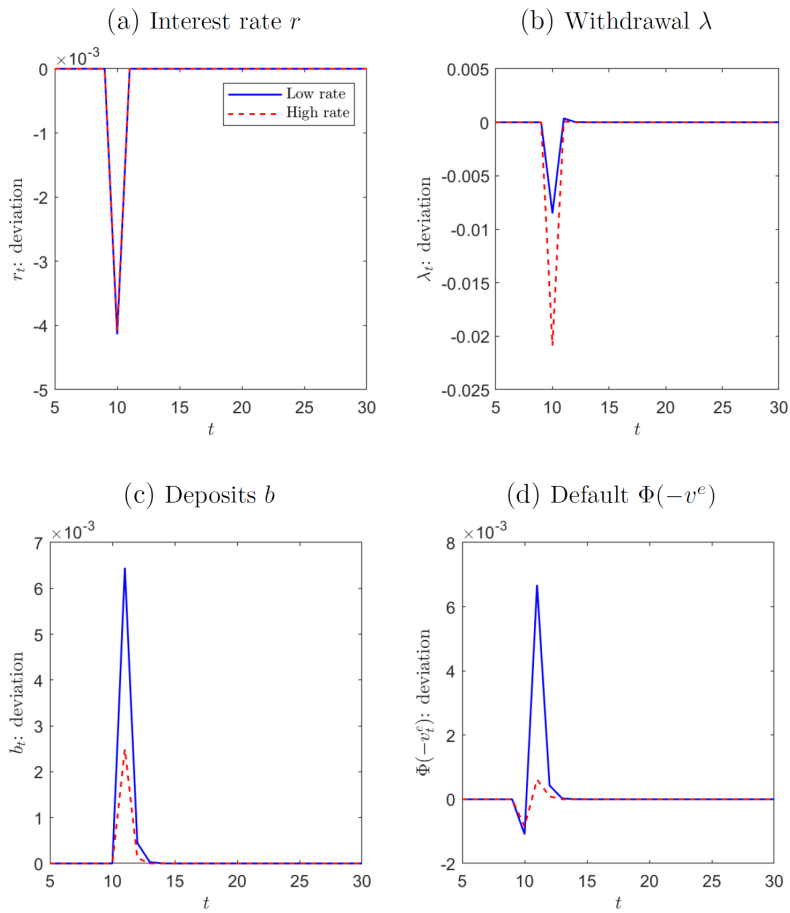 (a) Interest rate r
×10⁻³
0
-1
-2
-3
-4
-5
5 10 15 20 25 30
t
r_t: deviation
Low rate
High rate
(b) Withdrawal λ
0.005
0
-0.005
-0.01
-0.015
-0.02
-0.025
5 10 15 20 25 30
t
λ_t: deviation
(c) Deposits b
×10⁻³
7
6
5
4
3
2
1
0
5 10 15 20 25 30
t
b_t: deviation
(d) Default Φ(−vᵉ)
×10⁻³
8
6
4
2
0
-2
5 10 15 20 25 30
t
Φ(−v_t^e): deviation